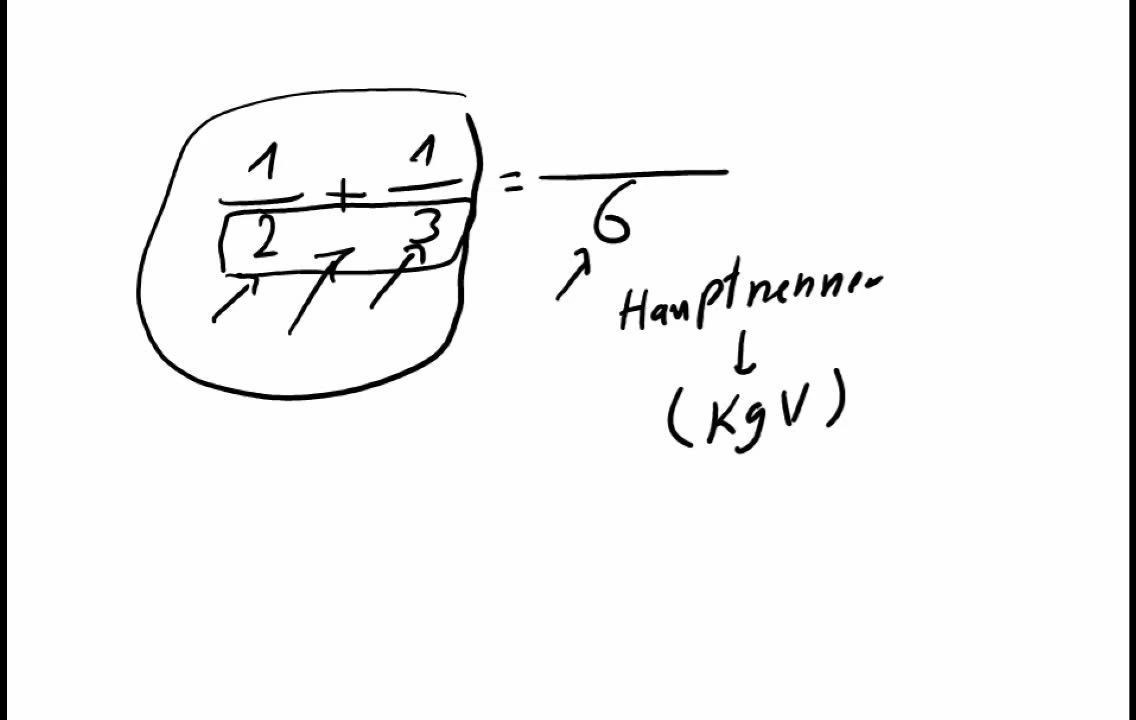 1/2 + 1/3 = /6
Hauptnenner
(KgV)